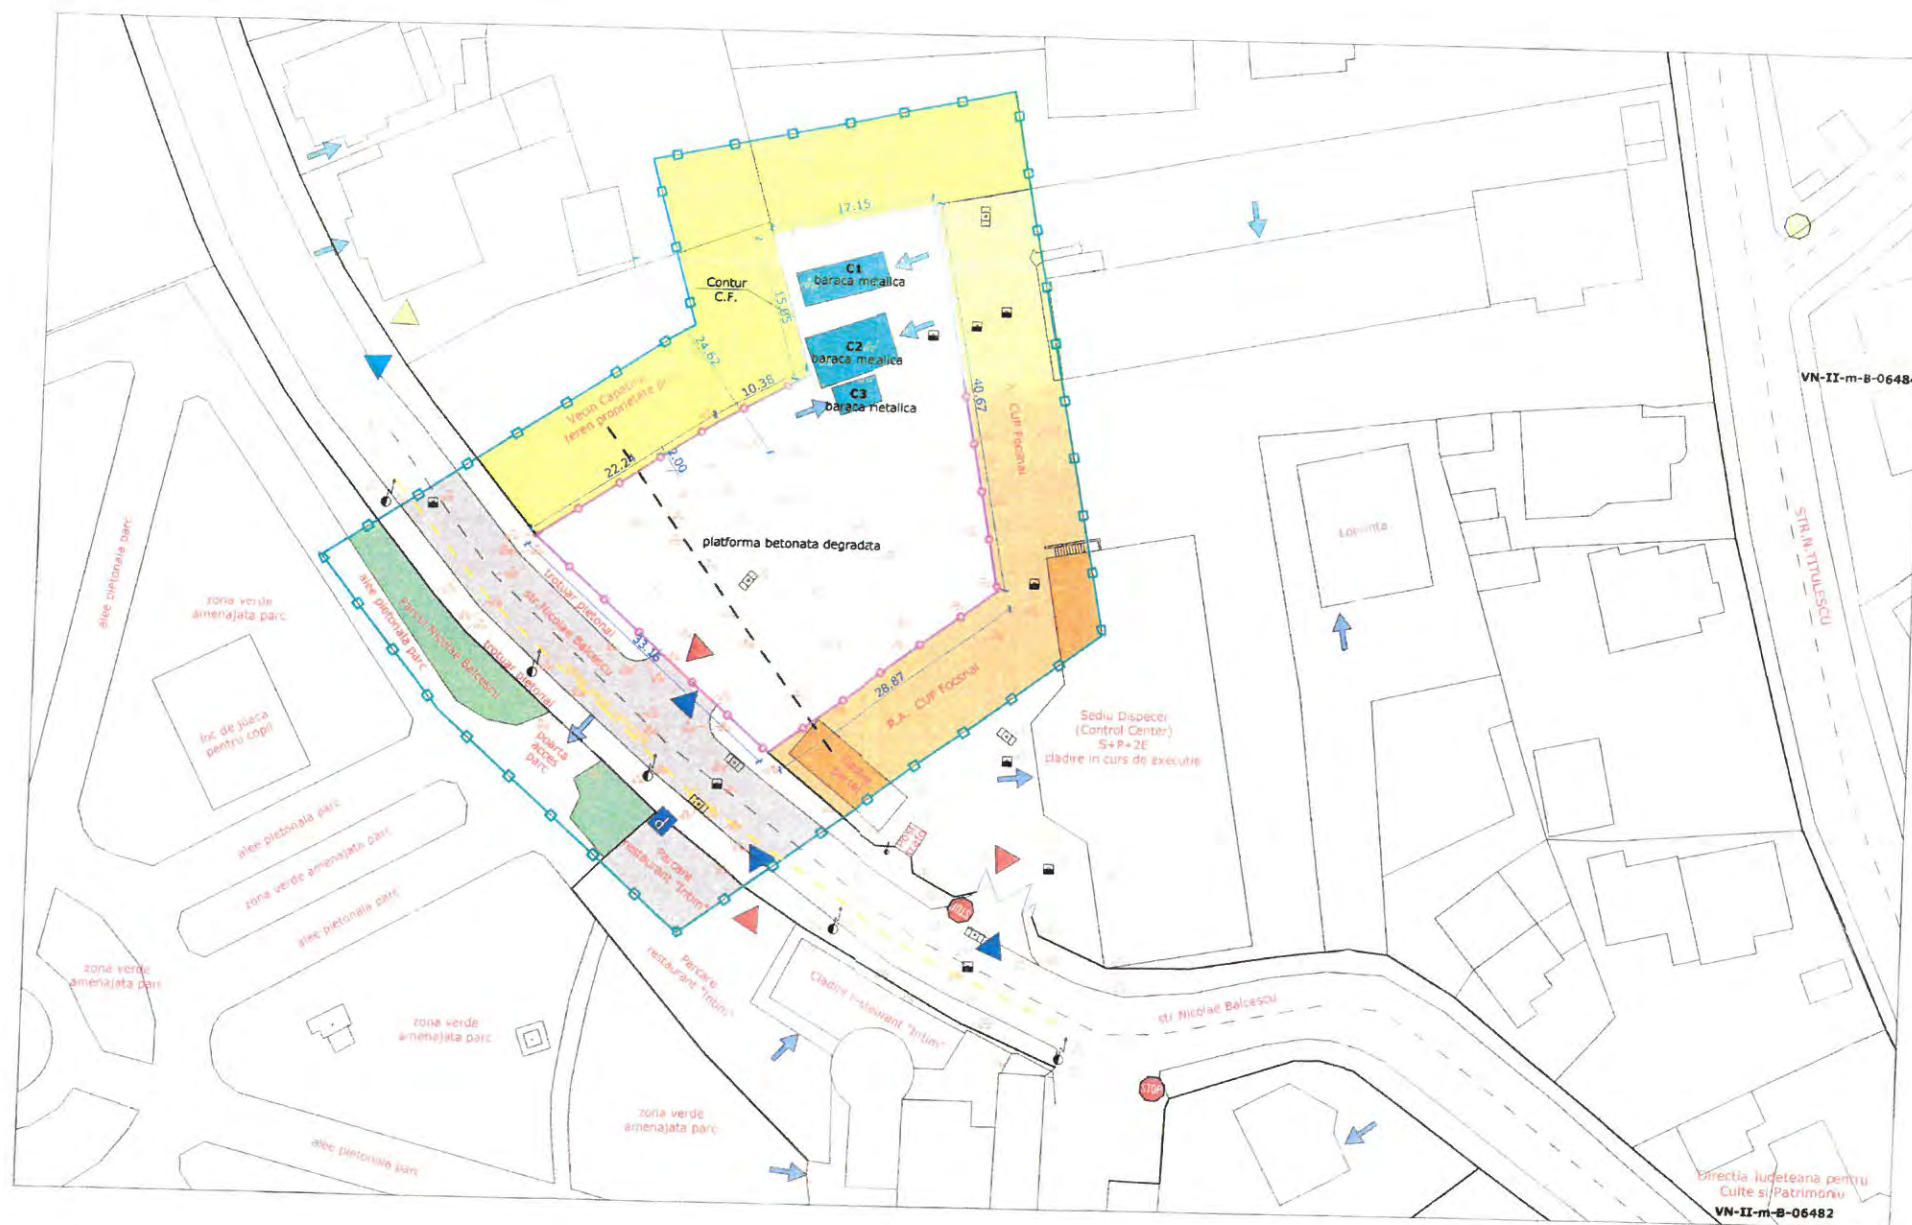 17.15
C1
baraca metalica
Contur
C.F.
15.05
C2
baraca metalica
24.62
10.38
C3
baraca metalica
Vecin
teren proprietate
22.24
2.00
40.67
CUP Focsnai
VN-II-m-B-0648
Locuinta
STR.N.TITULESCU
platforma betonata degradata
alee pietonala parc
zona verde
amenajata parc
trotuar pietonal
str.Nicolae Balcescu
Parcul Nicolae Balcescu
alee pietonala parc
trotuar pietonal
33.16
28.87
R.A. CUP Focsnai
loc de joaca
pentru copii
poarta
acces
parc
Sediu Dispecer
(Control Center)
S+P+2E
cladire in curs de executie
alee pietonala parc
zona verde amenajata parc
alee pietonala parc
P
Parcare
restaurant "Intim"
STOP
zona verde
amenajata parc
Parcare
restaurant "Intim"
Cladire restaurant "Intim"
str Nicolae Balcescu
zona verde
amenajata parc
STOP
zona verde
amenajata parc
alee pietonala parc
Directia Judeteana pentru
Culte si Patrimoniu
VN-II-m-B-06482